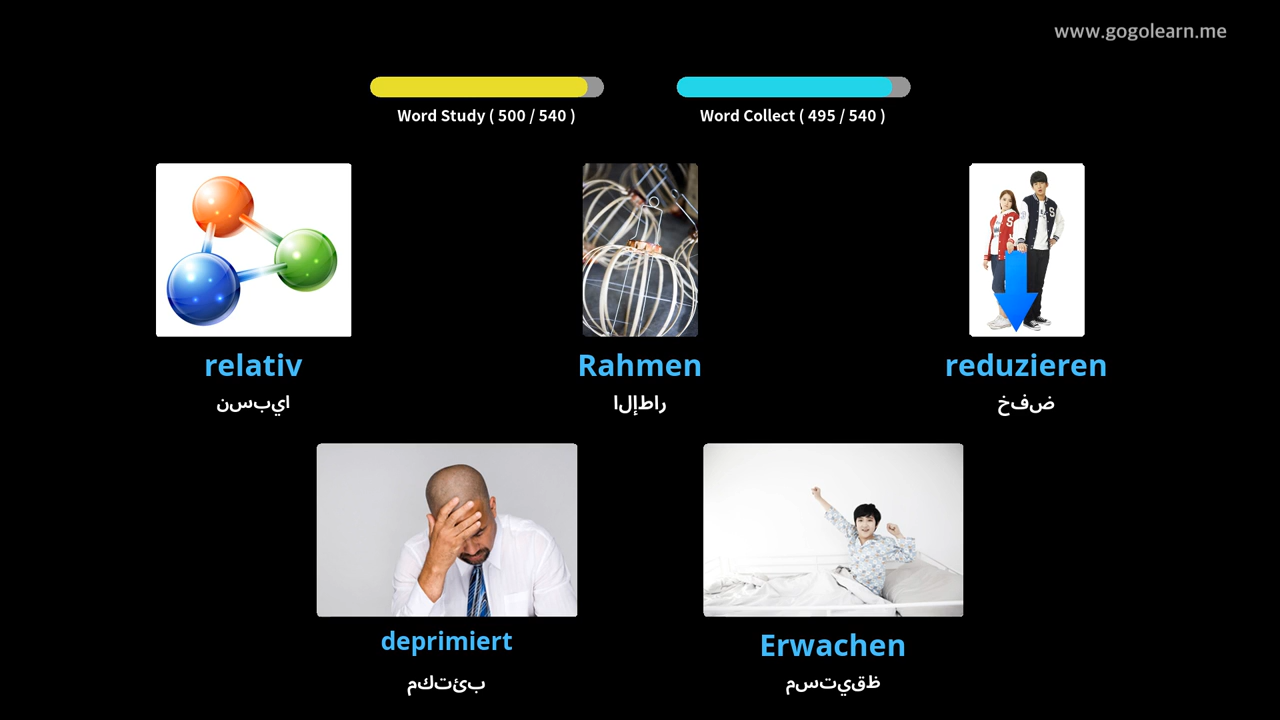 www.gogolearn.me
Word Study ( 500 / 540 )
Word Collect ( 495 / 540 )
relativ
نسبيا
Rahmen
الإطار
reduzieren
خفض
deprimiert
مكتئب
Erwachen
مستيقظ